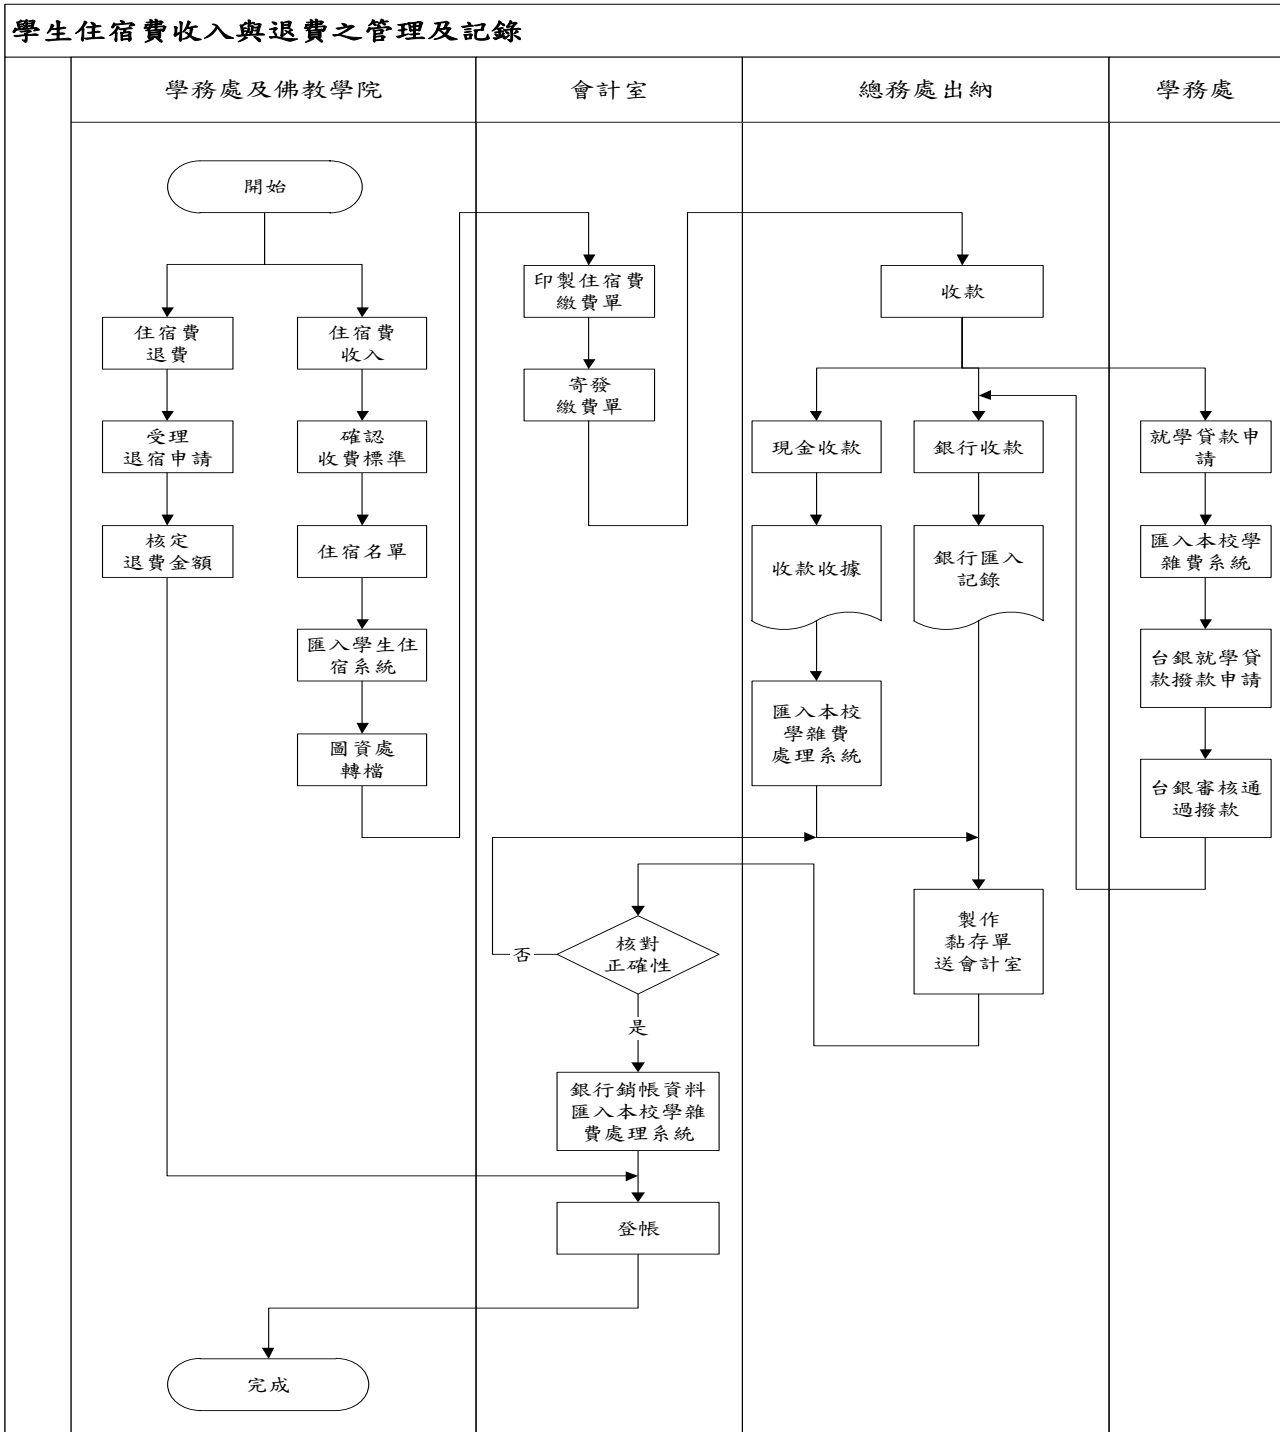 學生住宿費收入與退費之管理及記錄
學務處及佛教學院
會計室
總務處出納
學務處
開始
住宿費
退費
受理
退宿申請
核定
退費金額
住宿費
收入
確認
收費標準
住宿名單
匯入學生住
宿系統
圖資處
轉檔
印製住宿費
繳費單
寄發
繳費單
收款
現金收款
收款收據
匯入本校
學雜費
處理系統
銀行收款
銀行匯入
記錄
就學貸款申
請
匯入本校學
雜費系統
台銀就學貸
款撥款申請
台銀審核通
過撥款
製作
黏存單
送會計室
核對
正確性
否
是
銀行銷帳資料
匯入本校學雜
費處理系統
登帳
完成